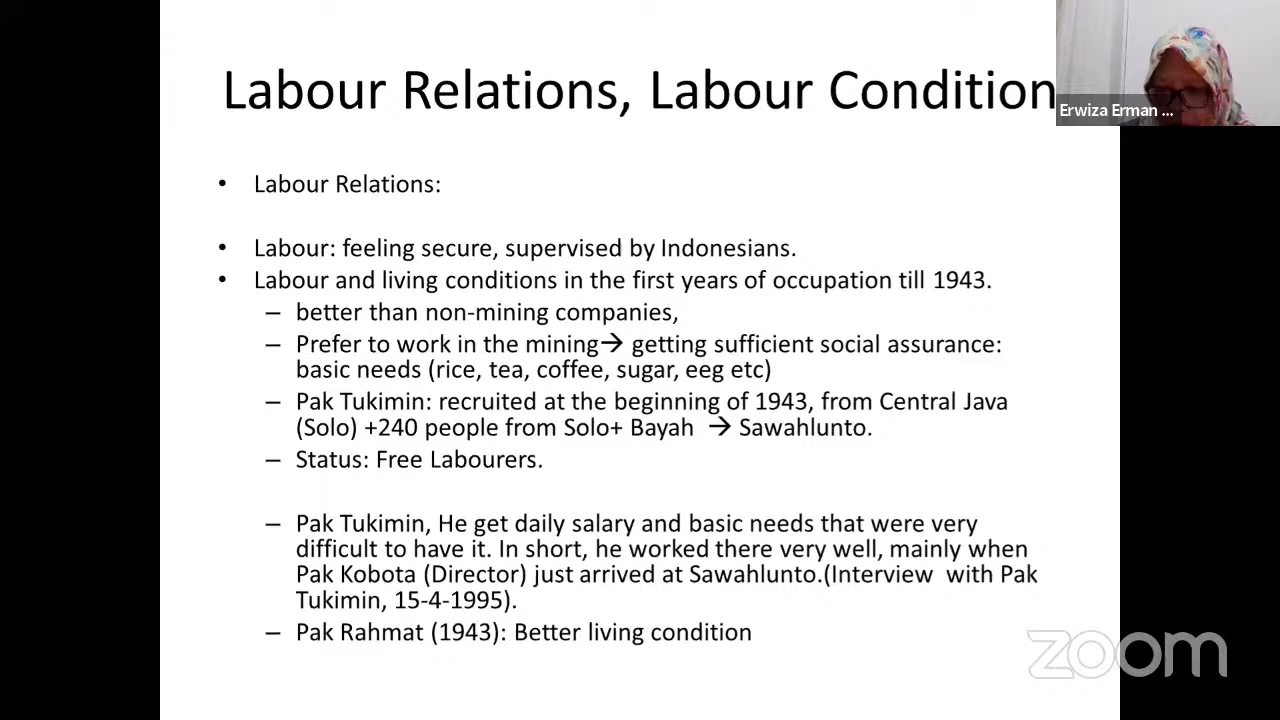 Labour Relations, Labour Condition
Erwiza Erman ...
• Labour Relations:
• Labour: feeling secure, supervised by Indonesians.
• Labour and living conditions in the first years of occupation till 1943.
– better than non-mining companies,
– Prefer to work in the mining→ getting sufficient social assurance:
basic needs (rice, tea, coffee, sugar, eeg etc)
– Pak Tukimin: recruited at the beginning of 1943, from Central Java
(Solo) +240 people from Solo+ Bayah → Sawahlunto.
– Status: Free Labourers.
– Pak Tukimin, He get daily salary and basic needs that were very
difficult to have it. In short, he worked there very well, mainly when
Pak Kobota (Director) just arrived at Sawahlunto.(Interview with Pak
Tukimin, 15-4-1995).
– Pak Rahmat (1943): Better living condition
zoom